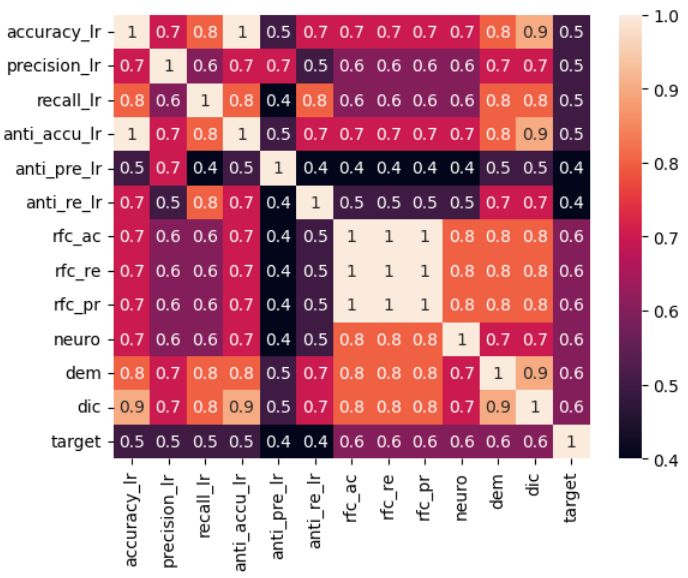 accuracy_lr 1 0.7 0.8 1 0.5 0.7 0.7 0.7 0.7 0.7 0.8 0.9 0.5
precision_lr 0.7 1 0.6 0.7 0.7 0.5 0.6 0.6 0.6 0.6 0.7 0.7 0.5
recall_lr 0.8 0.6 1 0.8 0.4 0.8 0.6 0.6 0.6 0.6 0.8 0.8 0.5
anti_accu_lr 1 0.7 0.8 1 0.5 0.7 0.7 0.7 0.7 0.7 0.8 0.9 0.5
anti_pre_lr 0.5 0.7 0.4 0.5 1 0.4 0.4 0.4 0.4 0.4 0.5 0.5 0.4
anti_re_lr 0.7 0.5 0.8 0.7 0.4 1 0.5 0.5 0.5 0.5 0.7 0.7 0.4
rfc_ac 0.7 0.6 0.6 0.7 0.4 0.5 1 1 1 0.8 0.8 0.8 0.6
rfc_re 0.7 0.6 0.6 0.7 0.4 0.5 1 1 1 0.8 0.8 0.8 0.6
rfc_pr 0.7 0.6 0.6 0.7 0.4 0.5 1 1 1 0.8 0.8 0.8 0.6
neuro 0.7 0.6 0.6 0.7 0.4 0.5 0.8 0.8 0.8 1 0.7 0.7 0.6
dem 0.8 0.7 0.8 0.8 0.5 0.7 0.8 0.8 0.8 0.7 1 0.9 0.6
dic 0.9 0.7 0.8 0.9 0.5 0.7 0.8 0.8 0.8 0.7 0.9 1 0.6
target 0.5 0.5 0.5 0.5 0.4 0.4 0.6 0.6 0.6 0.6 0.6 0.6 1
accuracy_lr
precision_lr
recall_lr
anti_accu_lr
anti_pre_lr
anti_re_lr
rfc_ac
rfc_re
rfc_pr
neuro
dem
dic
target
1.0
0.9
0.8
0.7
0.6
0.5
0.4